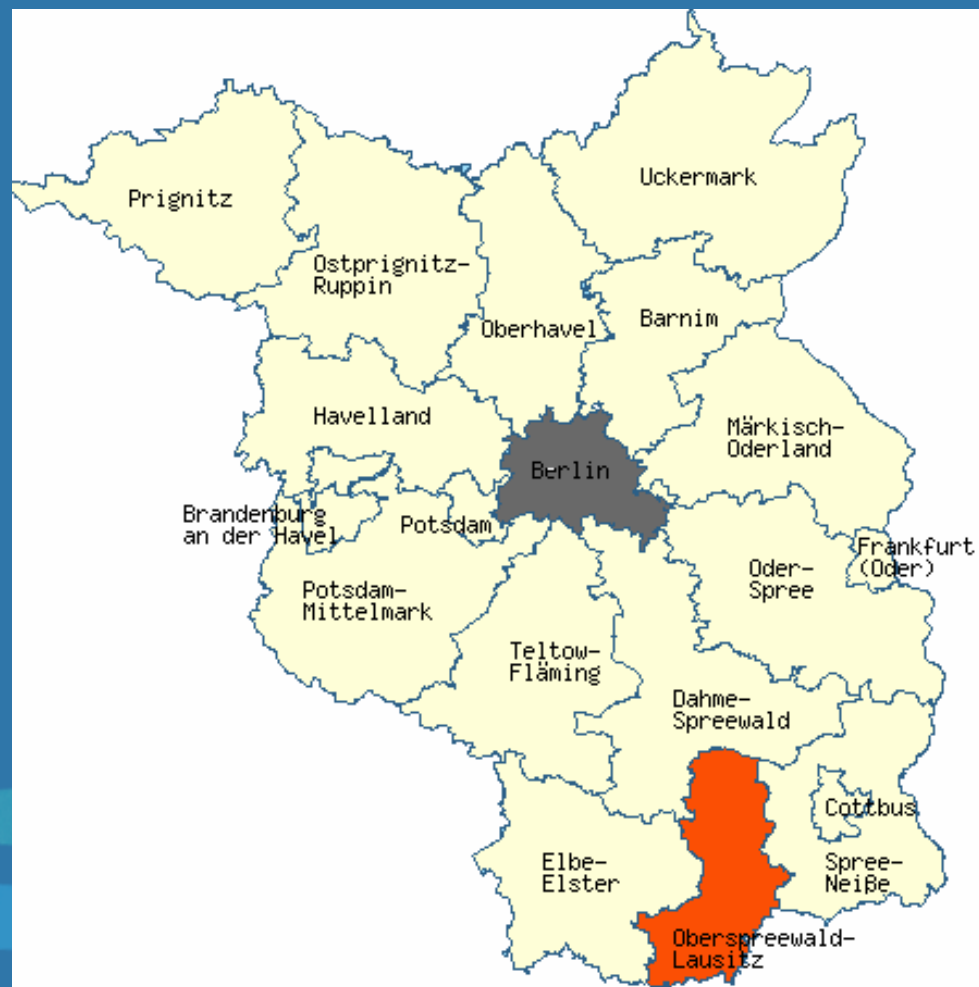 Uckermark
Prignitz
Ostprignitz-
Ruppin
Oberhavel
Barnim
Havelland
Märkisch-
Oderland
Berlin
Brandenburg
an der Havel
Potsdam
Frankfurt
(Oder)
Oder-
Spree
Potsdam-
Mittelmark
Teltow-
Fläming
Dahme-
Spreewald
Cottbus
Elbe-
Elster
Spree-
Neiße
Oberspreewald-
Lausitz